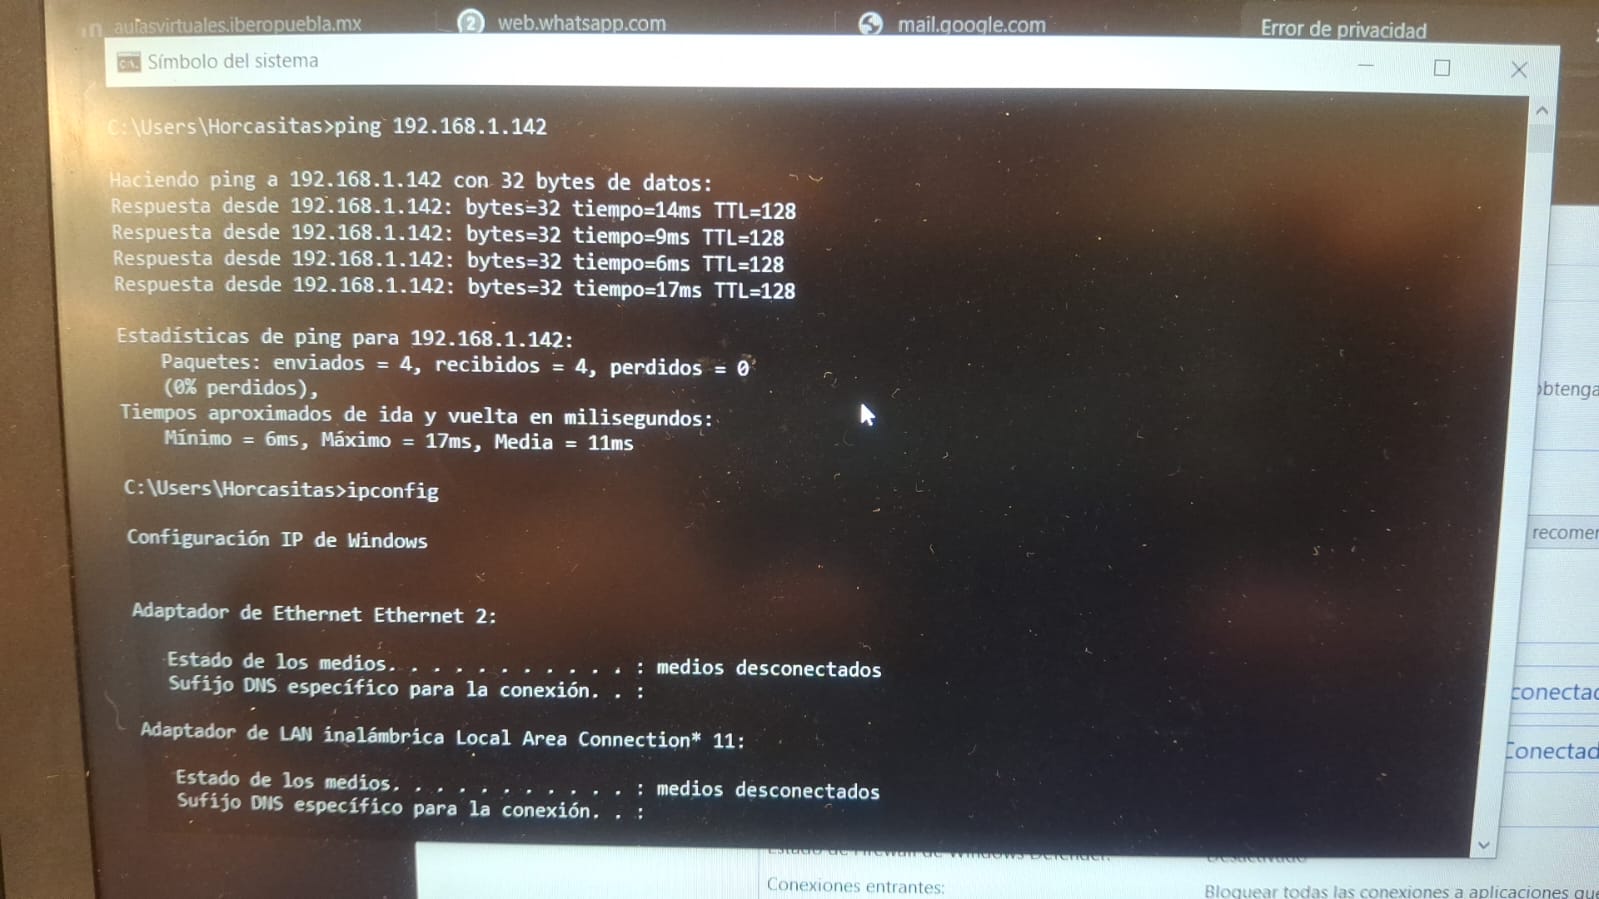 aulasvirtuales.iberopuebla.mx
2 web.whatsapp.com
mail.google.com
Error de privacidad
Símbolo del sistema
C:\Users\Horcasitas>ping 192.168.1.142
Haciendo ping a 192.168.1.142 con 32 bytes de datos:
Respuesta desde 192.168.1.142: bytes=32 tiempo=14ms TTL=128
Respuesta desde 192.168.1.142: bytes=32 tiempo=9ms TTL=128
Respuesta desde 192.168.1.142: bytes=32 tiempo=6ms TTL=128
Respuesta desde 192.168.1.142: bytes=32 tiempo=17ms TTL=128
Estadísticas de ping para 192.168.1.142:
Paquetes: enviados = 4, recibidos = 4, perdidos = 0
(0% perdidos),
Tiempos aproximados de ida y vuelta en milisegundos:
Mínimo = 6ms, Máximo = 17ms, Media = 11ms
C:\Users\Horcasitas>ipconfig
Configuración IP de Windows
Adaptador de Ethernet Ethernet 2:
Estado de los medios. . . . . . . . . . . : medios desconectados
Sufijo DNS específico para la conexión. . :
Adaptador de LAN inalámbrica Local Area Connection* 11:
Estado de los medios. . . . . . . . . . . : medios desconectados
Sufijo DNS específico para la conexión. . :
Conexiones entrantes:
Bloquear todas las conexiones a aplicaciones que